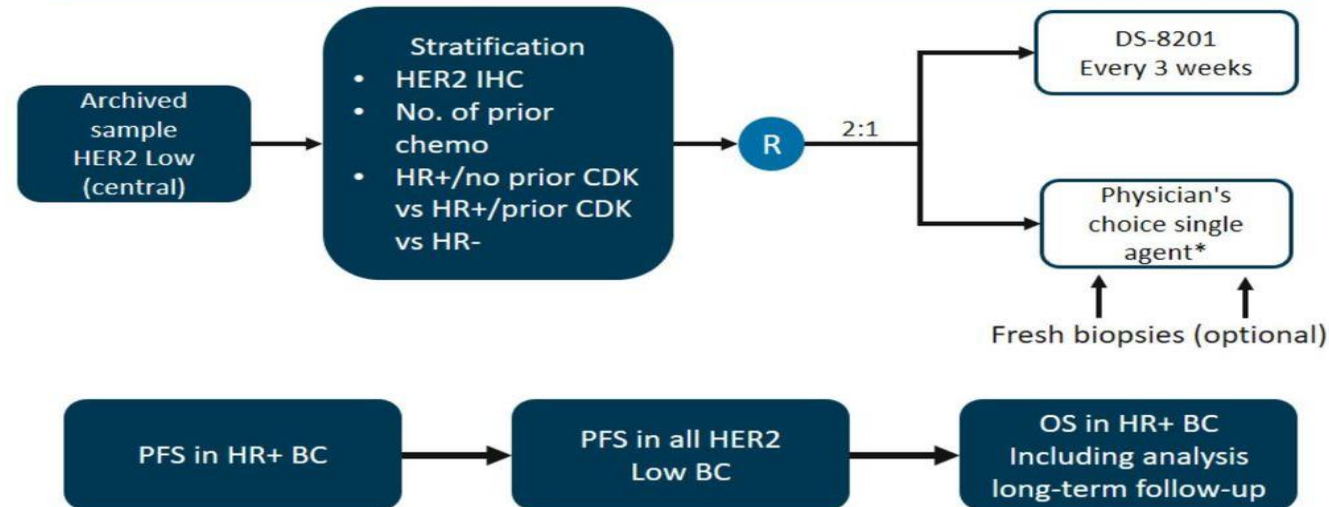 Archived
sample
HER2 Low
(central)
Stratification
• HER2 IHC
• No. of prior
chemo
• HR+/no prior CDK
vs HR+/prior CDK
vs HR-
R
2:1
DS-8201
Every 3 weeks
Physician's
choice single
agent*
Fresh biopsies (optional)
PFS in HR+ BC
PFS in all HER2
Low BC
OS in HR+ BC
Including analysis
long-term follow-up